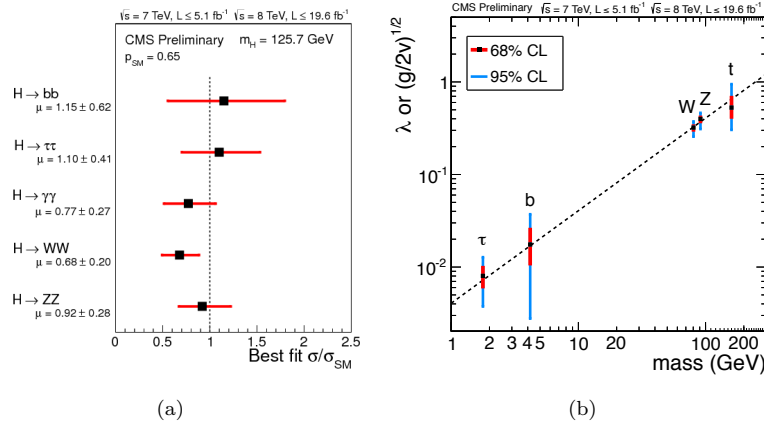 √s = 7 TeV, L ≤ 5.1 fb⁻¹ √s = 8 TeV, L ≤ 19.6 fb⁻¹
CMS Preliminary m_H = 125.7 GeV
p_SM = 0.65
H → bb
μ = 1.15 ± 0.62
H → ττ
μ = 1.10 ± 0.41
H → γγ
μ = 0.77 ± 0.27
H → WW
μ = 0.68 ± 0.20
H → ZZ
μ = 0.92 ± 0.28
0 0.5 1 1.5 2 2.5
Best fit σ/σ_SM
(a)
CMS Preliminary √s = 7 TeV, L ≤ 5.1 fb⁻¹ √s = 8 TeV, L ≤ 19.6 fb⁻¹
λ or (g/2v)^1/2
68% CL
95% CL
t
W Z
b
τ
1
10⁻¹
10⁻²
1 2 3 4 5 10 20 100 200
mass (GeV)
(b)